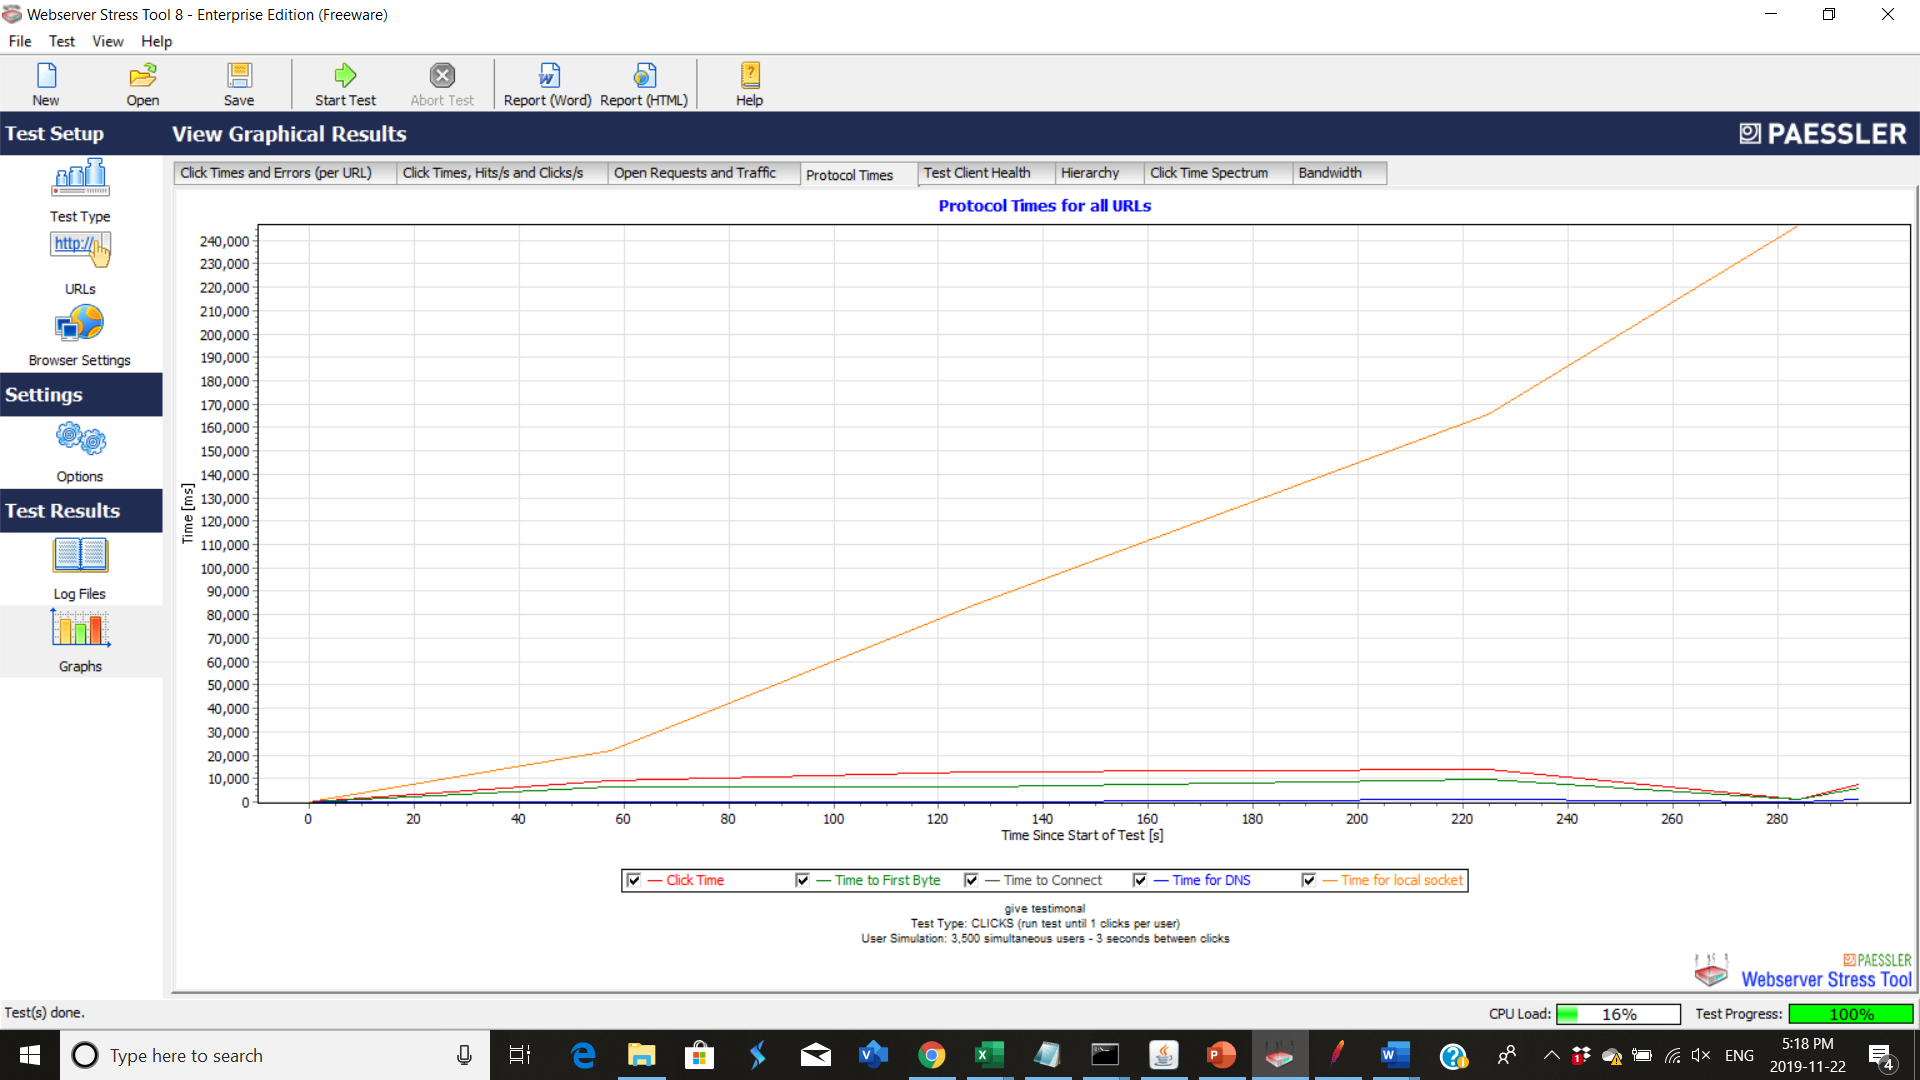 Webserver Stress Tool 8 - Enterprise Edition (Freeware)
File Test View Help
New Open Save Start Test Abort Test Report (Word) Report (HTML) Help
Test Setup
View Graphical Results
PAESSLER
Click Times and Errors (per URL) Click Times, Hits/s and Clicks/s Open Requests and Traffic Protocol Times Test Client Health Hierarchy Click Time Spectrum Bandwidth
Test Type
http://
URLs
Browser Settings
Settings
Options
Test Results
Log Files
Graphs
Protocol Times for all URLs
240,000
230,000
220,000
210,000
200,000
190,000
180,000
170,000
160,000
150,000
140,000
130,000
120,000
110,000
100,000
90,000
80,000
70,000
60,000
50,000
40,000
30,000
20,000
10,000
0
Time [ms]
0 20 40 60 80 100 120 140 160 180 200 220 240 260 280
Time Since Start of Test [s]
Click Time Time to First Byte Time to Connect Time for DNS Time for local socket
give testimonal
Test Type: CLICKS (run test until 1 clicks per user)
User Simulation: 3,500 simultaneous users - 3 seconds between clicks
PAESSLER
Webserver Stress Tool
Test(s) done.
CPU Load: 16% Test Progress: 100%
Type here to search
ENG
5:18 PM
2019-11-22
4